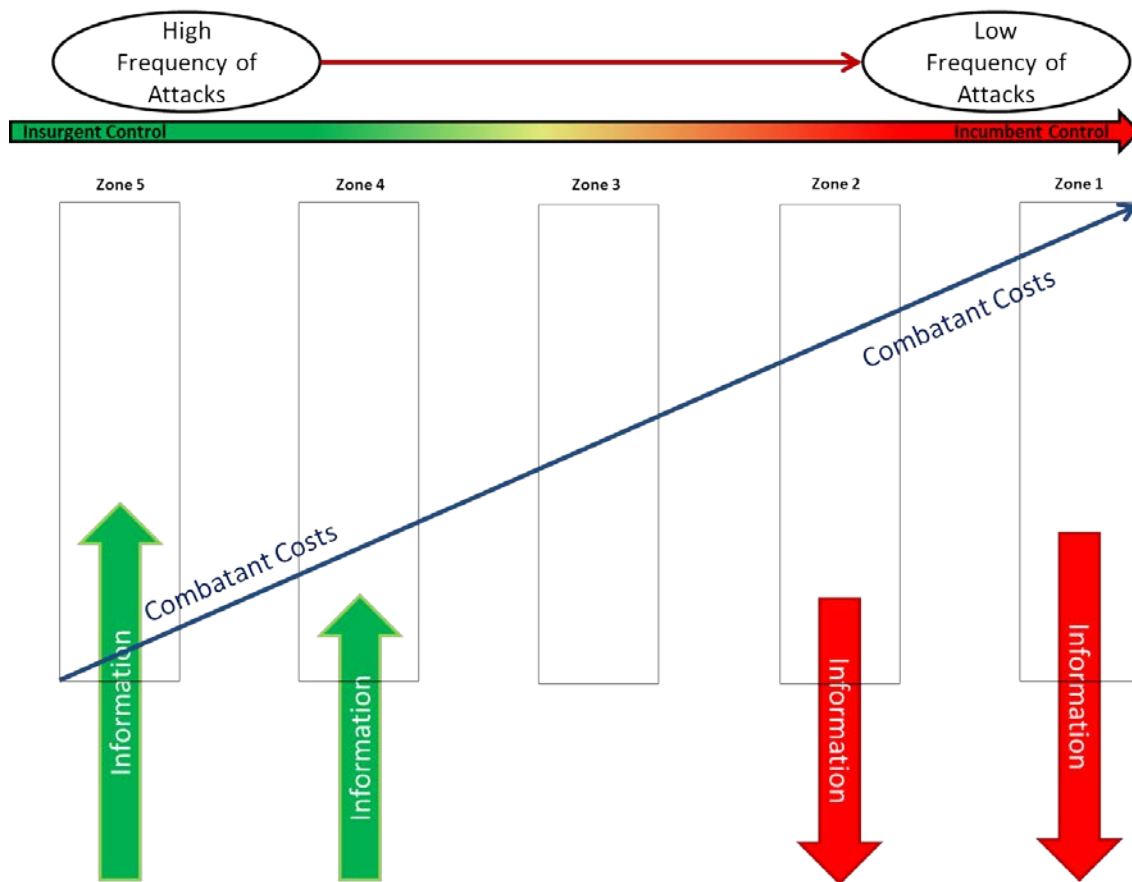 High
Frequency of
Attacks
Low
Frequency of
Attacks
Insurgent Control
Incumbent Control
Zone 5
Zone 4
Zone 3
Zone 2
Zone 1
Combatant Costs
Combatant Costs
Information
Information
Information
Information